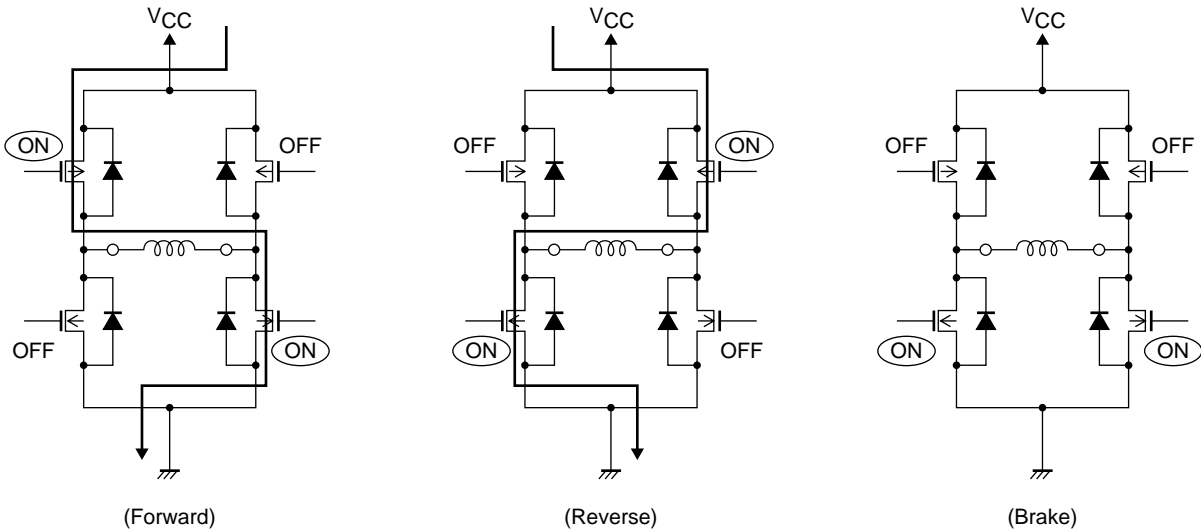 VCC
VCC
VCC
ON
OFF
OFF
ON
OFF
OFF
OFF
ON
ON
OFF
ON
ON
(Forward)
(Reverse)
(Brake)